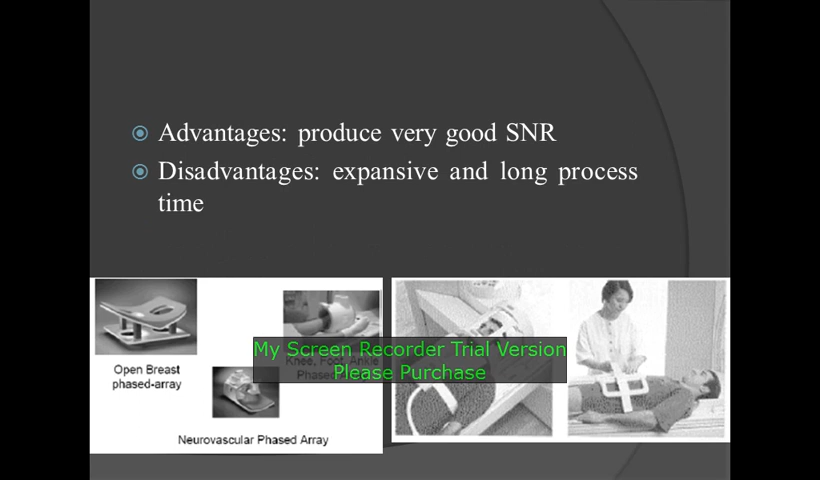 Advantages: produce very good SNR
Disadvantages: expansive and long process
time
Open Breast
phased-array
Knee, Foot, Ankle
Phased
My Screen Recorder Trial Version
Please Purchase
Neurovascular Phased Array